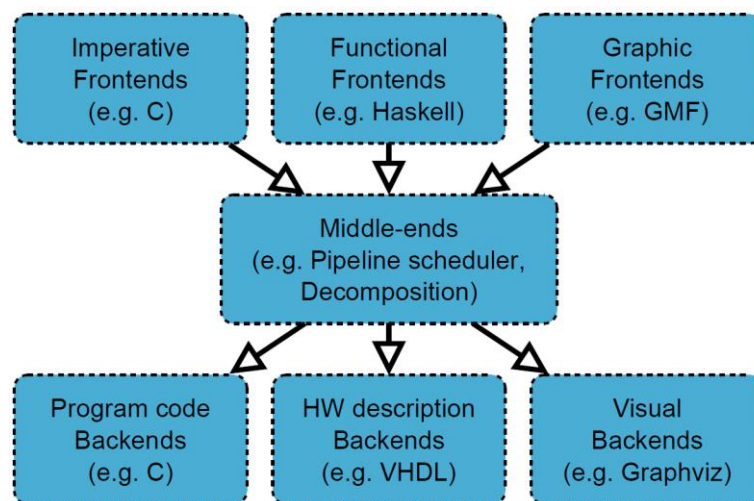 Imperative
Frontends
(e.g. C)
Functional
Frontends
(e.g. Haskell)
Graphic
Frontends
(e.g. GMF)
Middle-ends
(e.g. Pipeline scheduler,
Decomposition)
Program code
Backends
(e.g. C)
HW description
Backends
(e.g. VHDL)
Visual
Backends
(e.g. Graphviz)